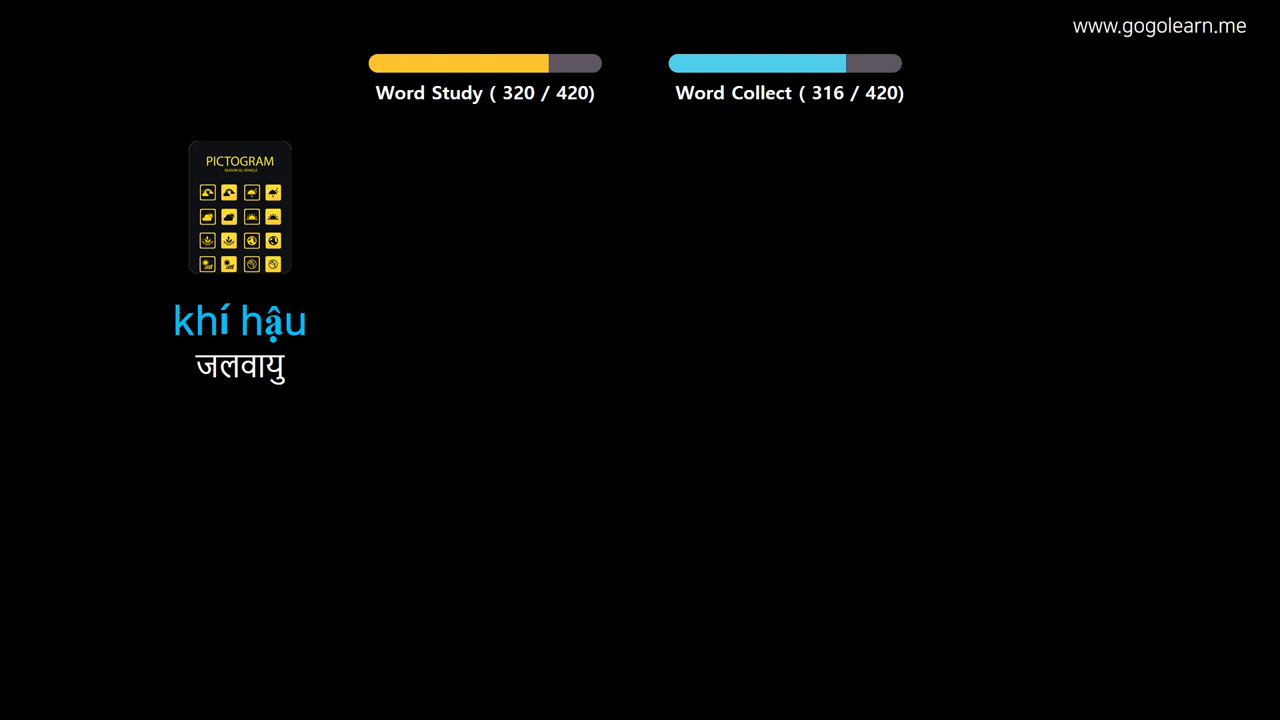 www.gogolearn.me
Word Study ( 320 / 420)
Word Collect ( 316 / 420)
PICTOGRAM
khí hậu
जलवायु